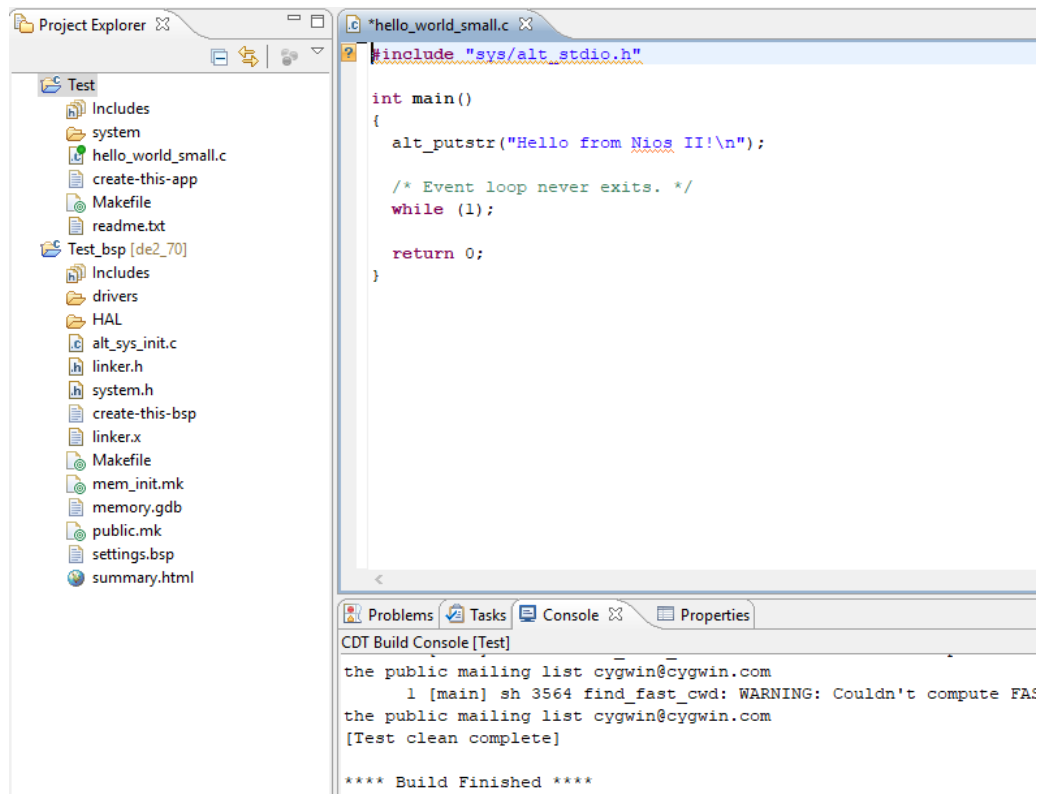 Project Explorer
Test
Includes
system
hello_world_small.c
create-this-app
Makefile
readme.txt
Test_bsp [de2_70]
Includes
drivers
HAL
alt_sys_init.c
linker.h
system.h
create-this-bsp
linker.x
Makefile
mem_init.mk
memory.gdb
public.mk
settings.bsp
summary.html
*hello_world_small.c
#include "sys/alt_stdio.h"
int main()
{
alt_putstr("Hello from Nios II!\n");
/* Event loop never exits. */
while (1);
return 0;
}
Problems Tasks Console Properties
CDT Build Console [Test]
the public mailing list cygwin@cygwin.com
1 [main] sh 3564 find_fast_cwd: WARNING: Couldn't compute FAS
the public mailing list cygwin@cygwin.com
[Test clean complete]
**** Build Finished ****